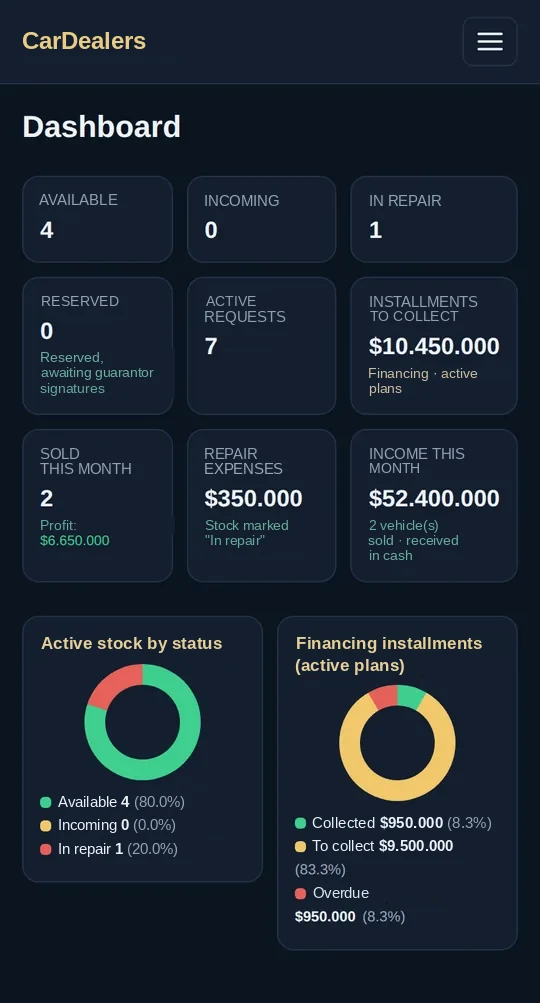 CarDealers
Dashboard
AVAILABLE
4
INCOMING
0
IN REPAIR
1
RESERVED
0
Reserved,
awaiting guarantor
signatures
ACTIVE
REQUESTS
7
INSTALLMENTS
TO COLLECT
$10.450.000
Financing · active
plans
SOLD
THIS MONTH
2
Profit:
$6.650.000
REPAIR
EXPENSES
$350.000
Stock marked
"In repair"
INCOME THIS
MONTH
$52.400.000
2 vehicle(s)
sold · received
in cash
Active stock by status
Available 4 (80.0%)
Incoming 0 (0.0%)
In repair 1 (20.0%)
Financing installments
(active plans)
Collected $950.000 (8.3%)
To collect $9.500.000
(83.3%)
Overdue
$950.000 (8.3%)